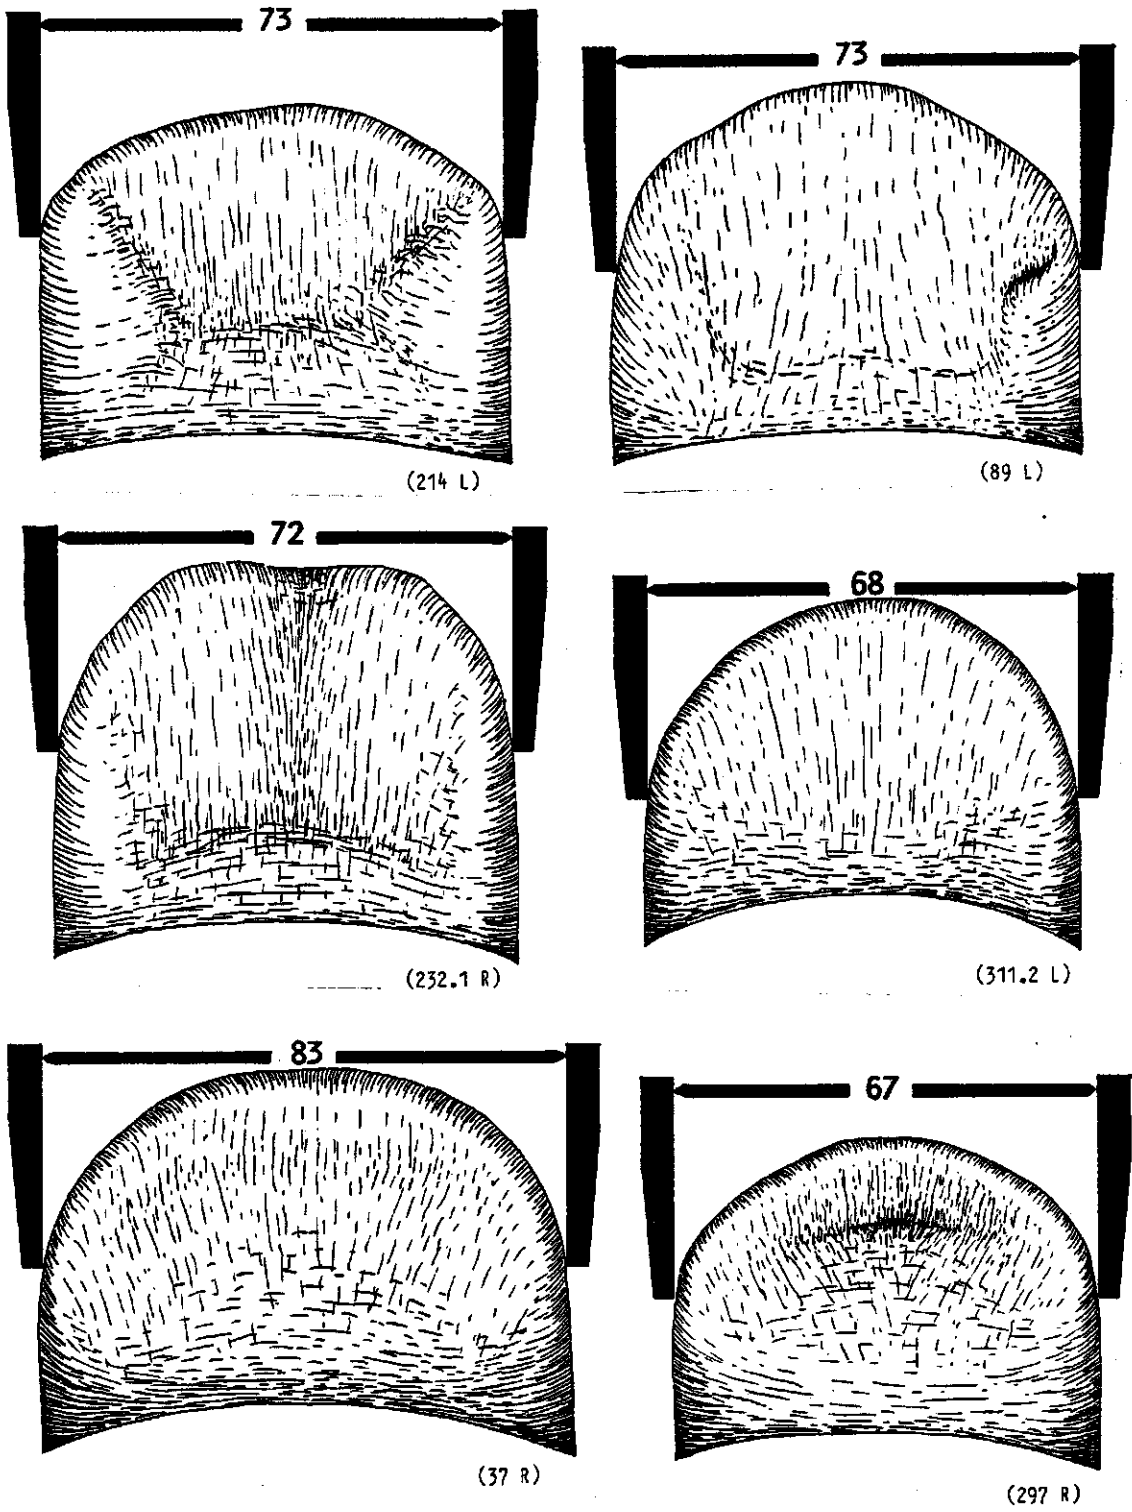 73
73
(214 L)
(89 L)
72
68
(232.1 R)
(311.2 L)
83
67
(37 R)
(297 R)